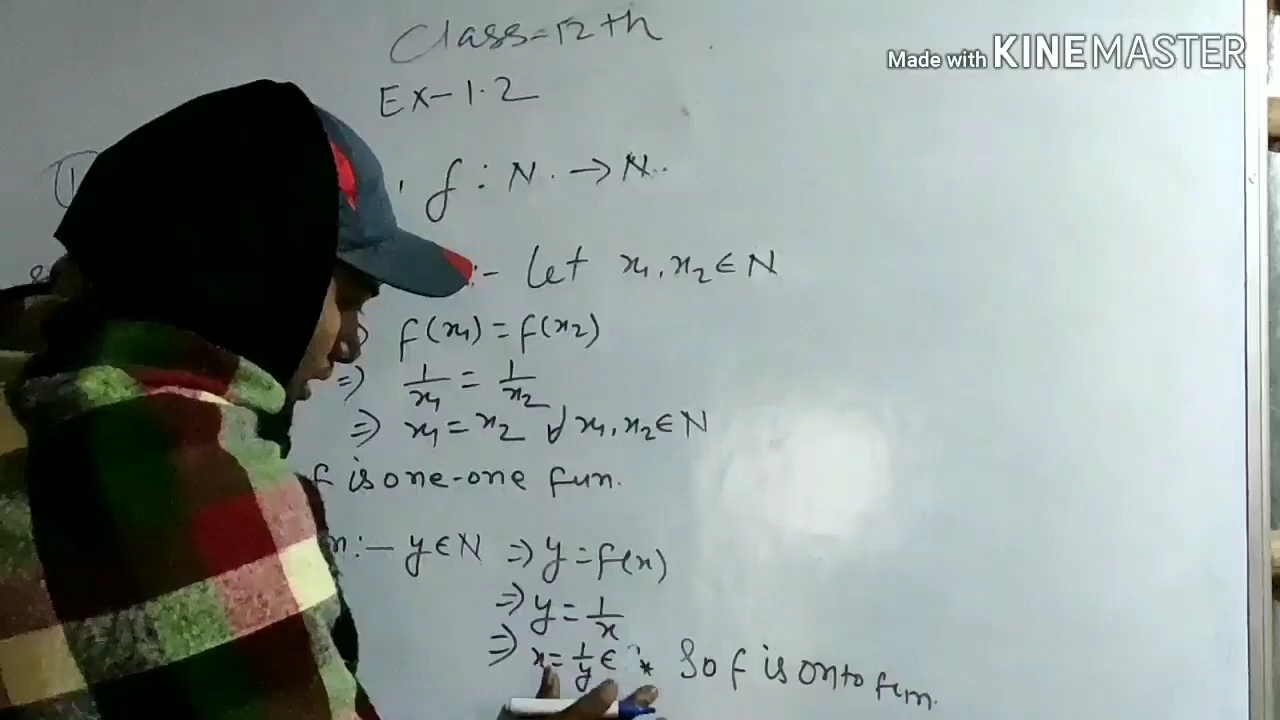 Class=12th
Made with KINEMASTER
Ex-1.2
① f : N. → N..
:- Let x₁, x₂ ∈ N
f(x₁) = f(x₂)
⇒ 1/x₁ = 1/x₂
⇒ x₁ = x₂ ∀ x₁, x₂ ∈ N
f is one-one fun.
n:- y ∈ N ⇒ y = f(x)
⇒ y = 1/x
⇒ x = 1/y ∈ * So f is onto fun.